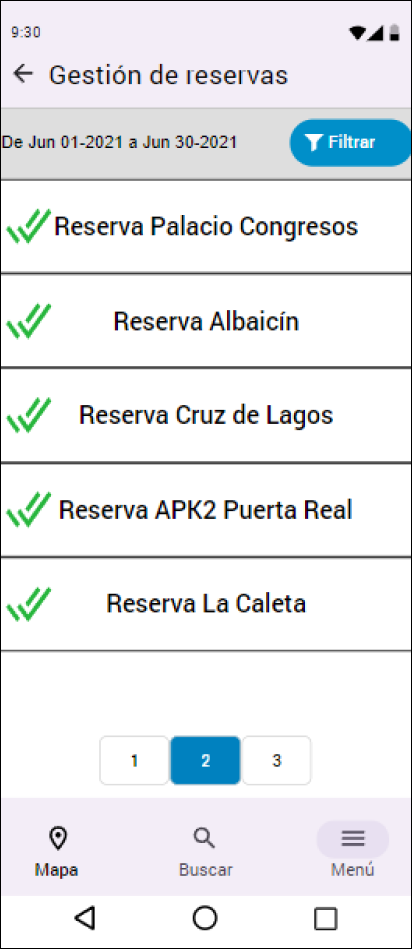 9:30
Gestión de reservas
De Jun 01-2021 a Jun 30-2021 Filtrar
Reserva Palacio Congresos
Reserva Albaicín
Reserva Cruz de Lagos
Reserva APK2 Puerta Real
Reserva La Caleta
1 2 3
Mapa Buscar Menú